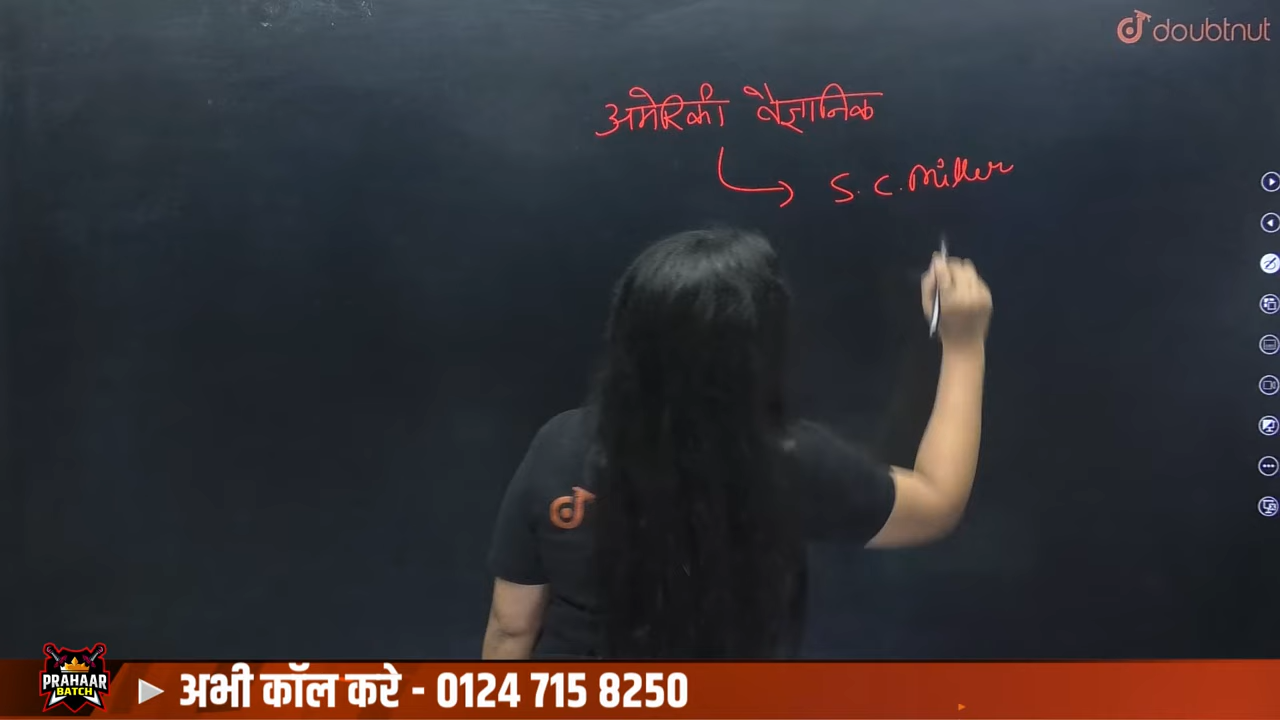 doubtnut
अमेरिकी वैज्ञानिक
S. C. Miller
PRAHAAR
BATCH
अभी कॉल करे - 0124 715 8250